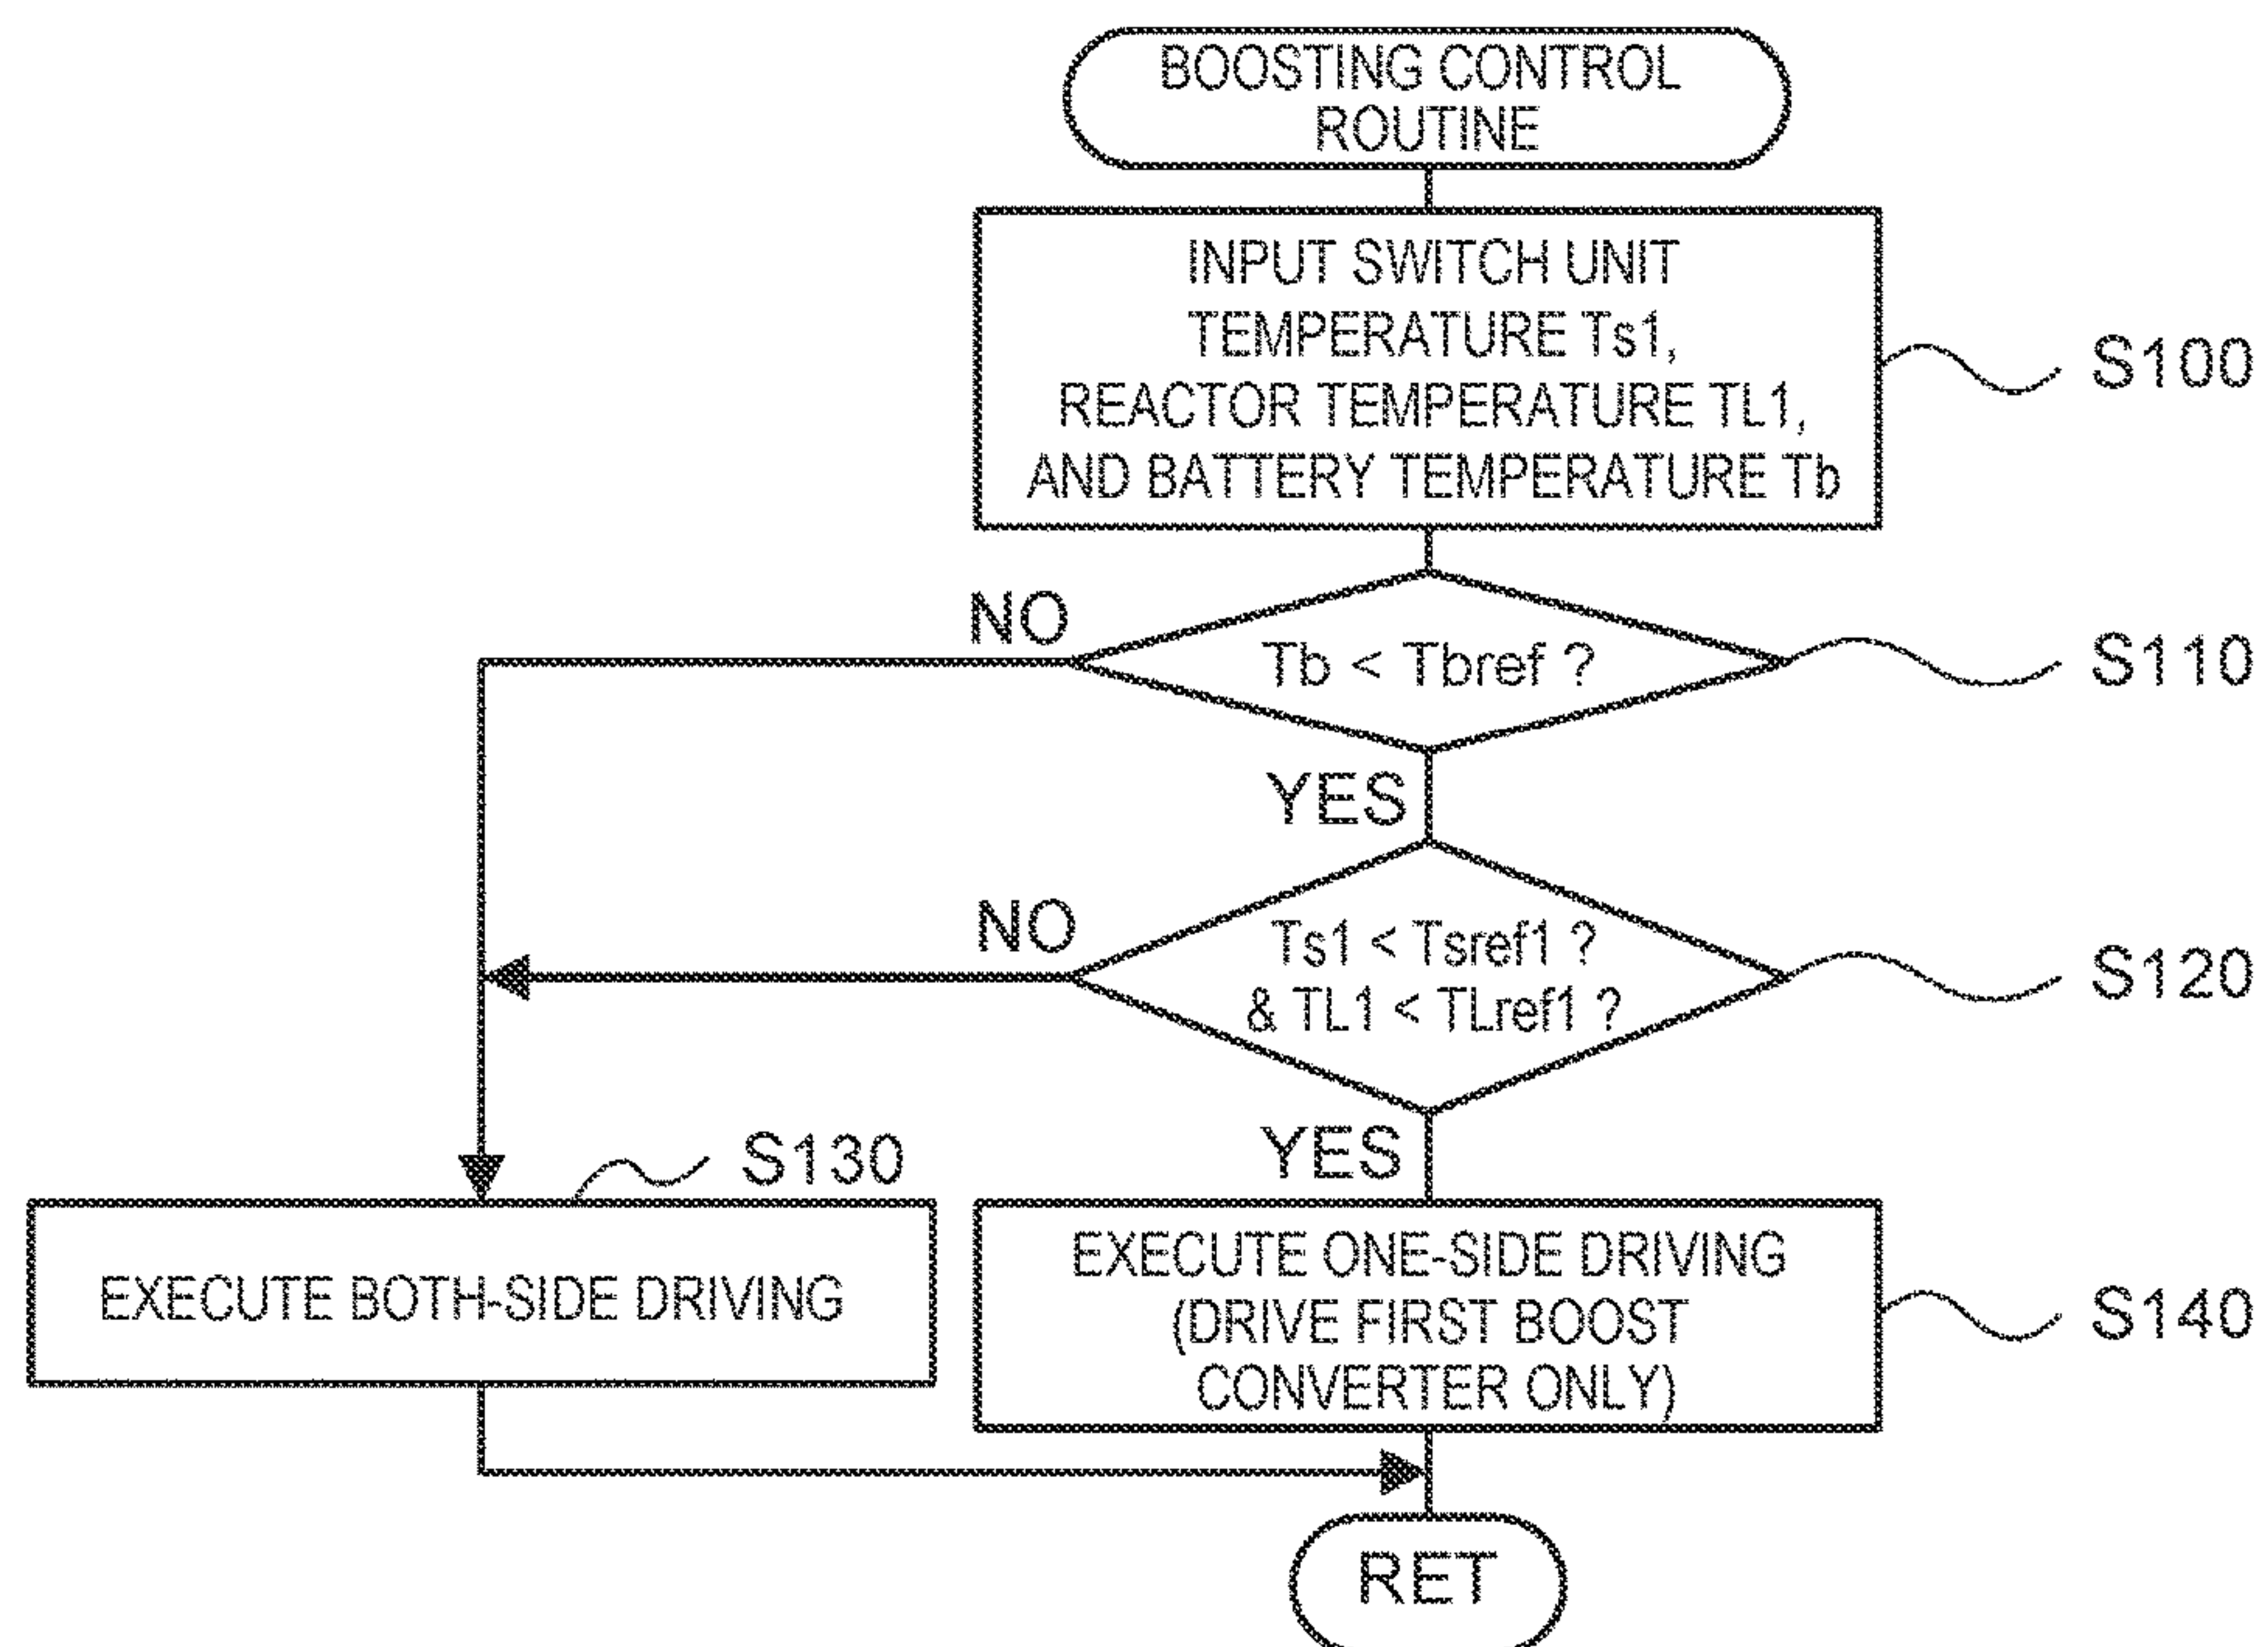 BOOSTING CONTROL
ROUTINE
INPUT SWITCH UNIT
TEMPERATURE Ts1,
REACTOR TEMPERATURE TL1,
AND BATTERY TEMPERATURE Tb
S100
NO
Tb < Tbref ?
S110
YES
NO
Ts1 < Tsref1 ?
& TL1 < TLref1 ?
S120
YES
S130
EXECUTE BOTH-SIDE DRIVING
EXECUTE ONE-SIDE DRIVING
(DRIVE FIRST BOOST
CONVERTER ONLY)
S140
RET